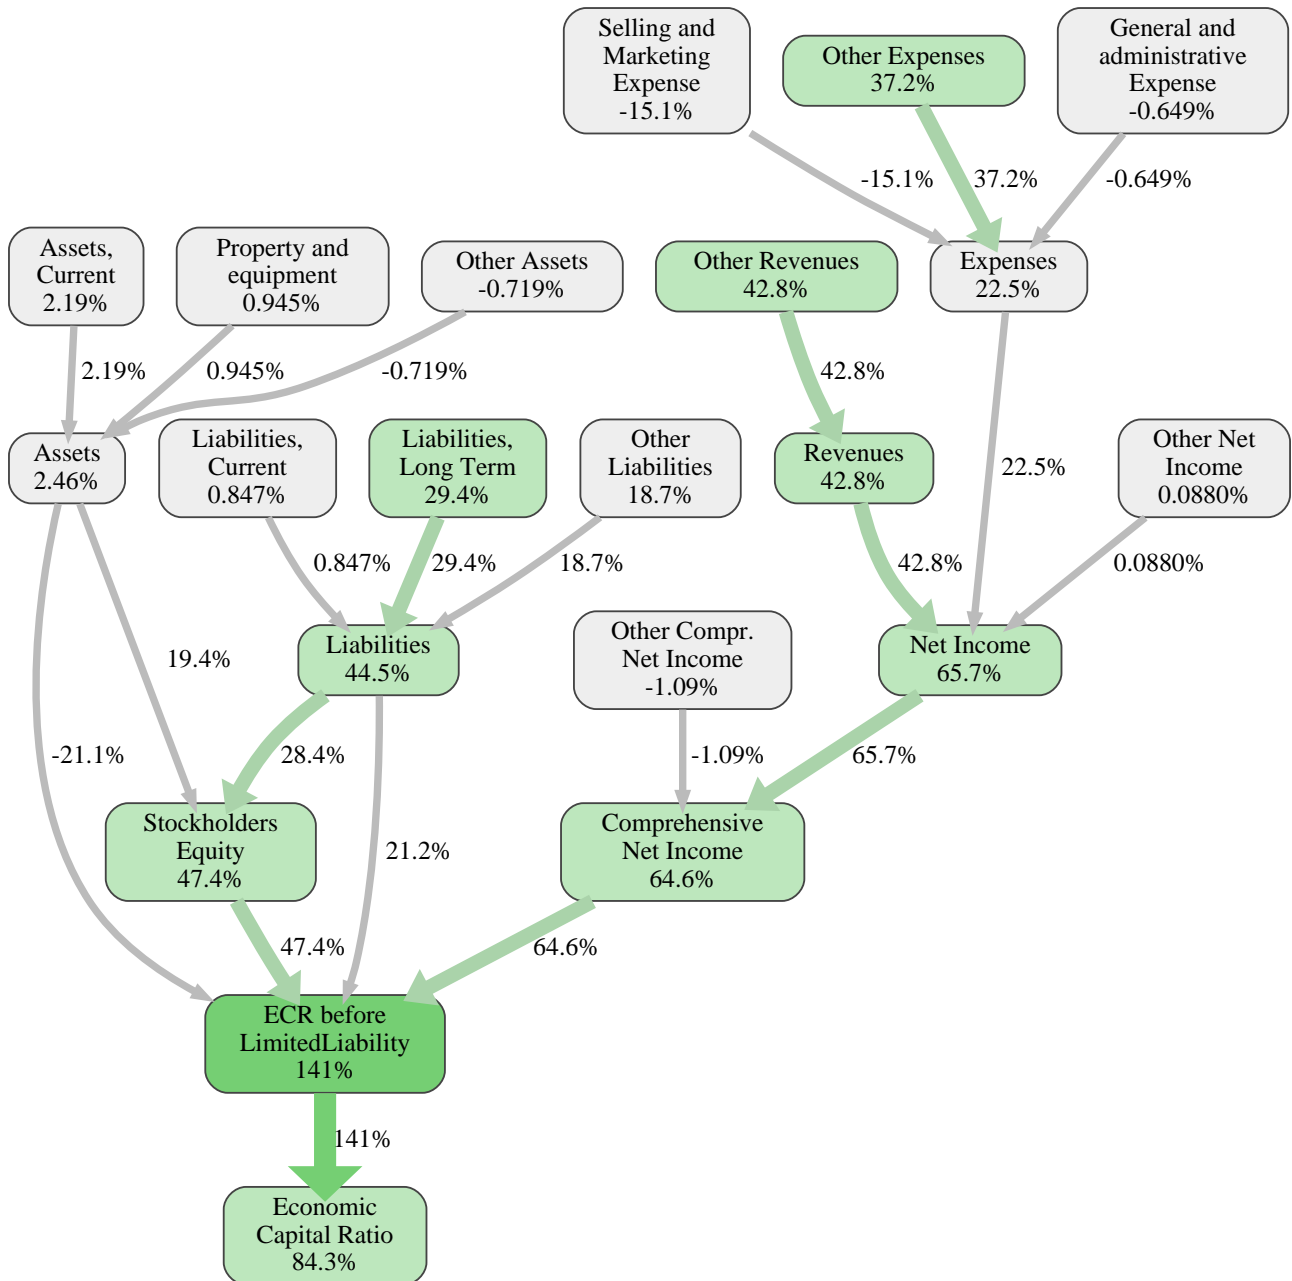 Selling and
Marketing
Expense
-15.1%
Other Expenses
37.2%
General and
administrative
Expense
-0.649%
-15.1%
37.2%
-0.649%
Assets,
Current
2.19%
Property and
equipment
0.945%
Other Assets
-0.719%
Other Revenues
42.8%
Expenses
22.5%
2.19%
0.945%
-0.719%
42.8%
Assets
2.46%
Liabilities,
Current
0.847%
Liabilities,
Long Term
29.4%
Other
Liabilities
18.7%
Revenues
42.8%
22.5%
Other Net
Income
0.0880%
0.847%
29.4%
18.7%
42.8%
0.0880%
19.4%
Liabilities
44.5%
Other Compr.
Net Income
-1.09%
Net Income
65.7%
-21.1%
28.4%
-1.09%
65.7%
Stockholders
Equity
47.4%
21.2%
Comprehensive
Net Income
64.6%
47.4%
64.6%
ECR before
LimitedLiability
141%
141%
Economic
Capital Ratio
84.3%